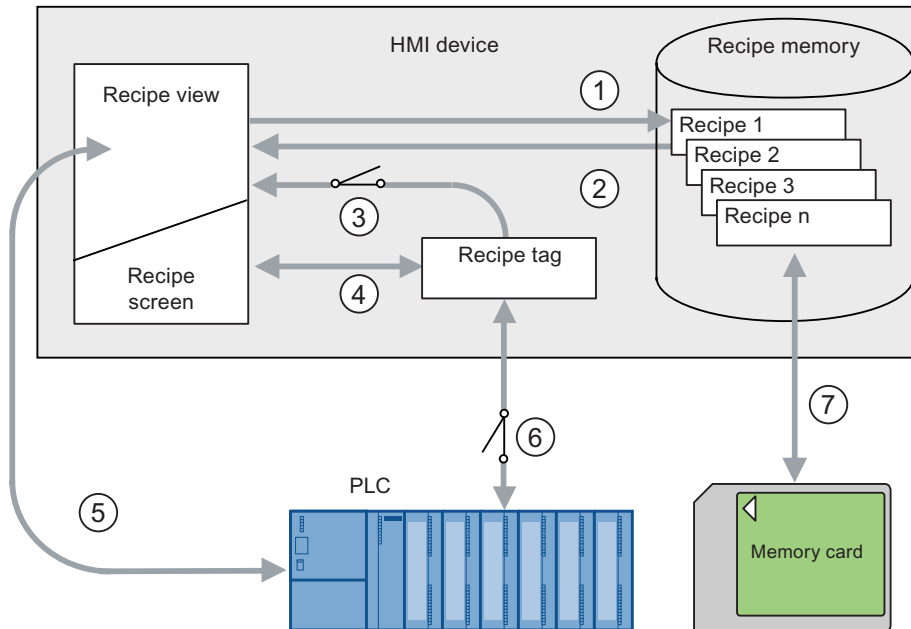 HMI device
Recipe memory
Recipe view
1
Recipe 1
Recipe 2
2
Recipe 3
3
Recipe n
Recipe tag
Recipe
screen
4
7
6
PLC
5
Memory card